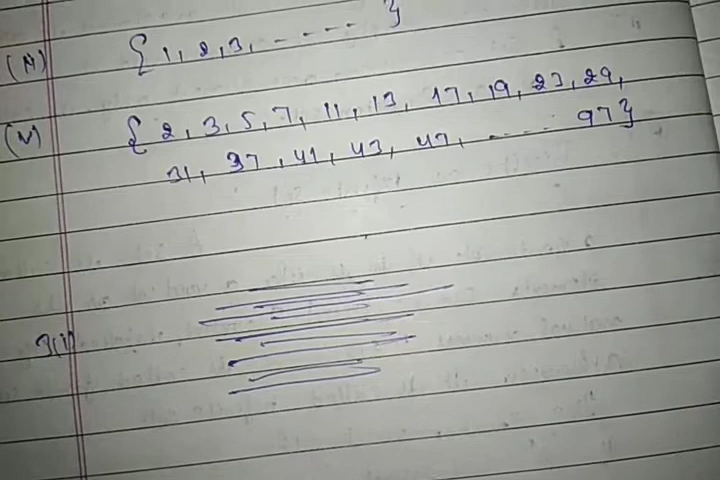 (iv) { 1, 2, 3, - - - - - }
(v) { 2, 3, 5, 7, 11, 13, 17, 19, 23, 29,
31, 37, 41, 43, 47, ..... 97}
3(i)